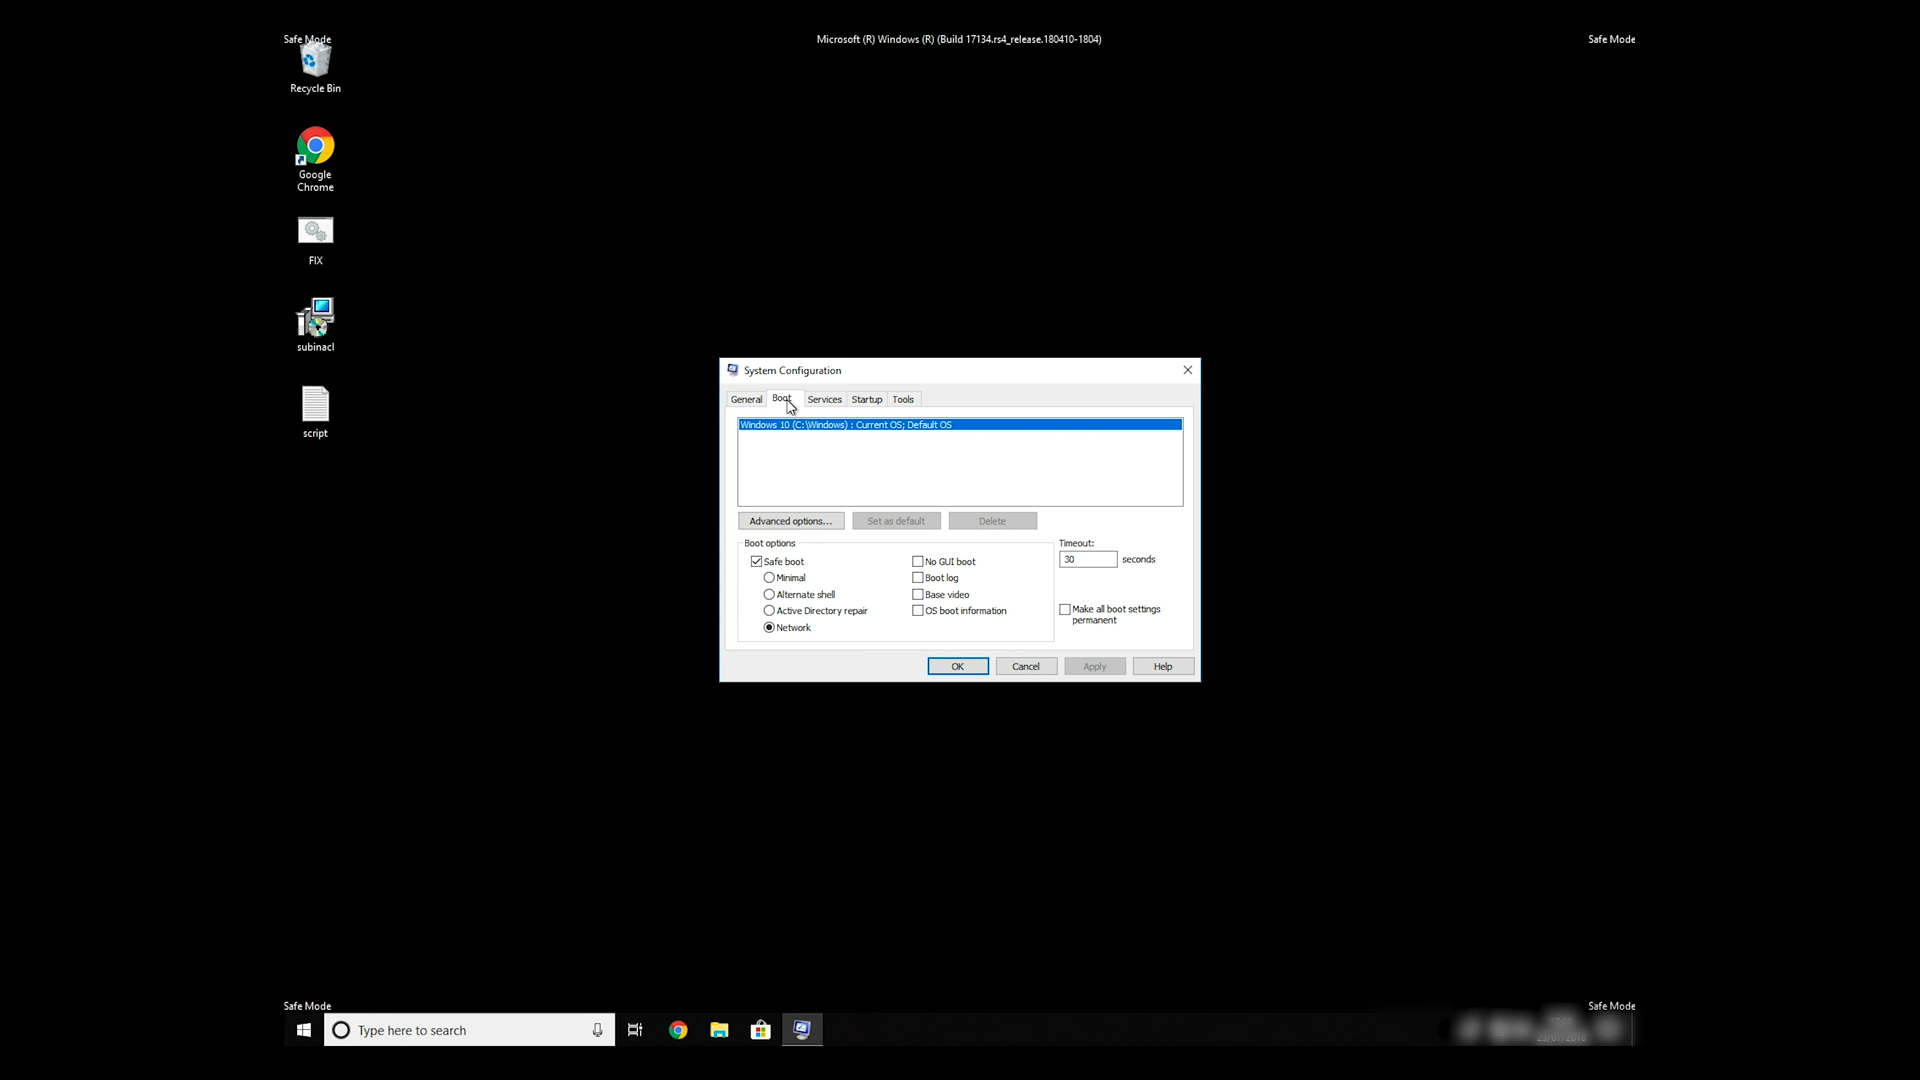 Safe Mode
Microsoft (R) Windows (R) (Build 17134.rs4_release.180410-1804)
Safe Mode
Recycle Bin
Google
Chrome
FIX
subinacl
script
System Configuration
General
Boot
Services
Startup
Tools
Windows 10 (C:\Windows) : Current OS; Default OS
Advanced options...
Set as default
Delete
Boot options
Timeout:
Safe boot
No GUI boot
30
seconds
Minimal
Boot log
Alternate shell
Base video
Active Directory repair
OS boot information
Make all boot settings
permanent
Network
OK
Cancel
Apply
Help
Safe Mode
Safe Mode
Type here to search